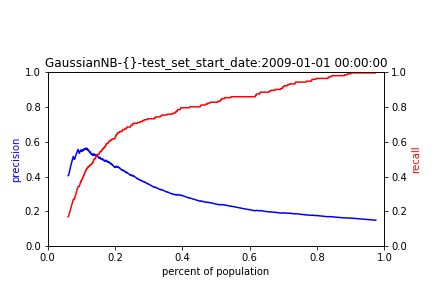 GaussianNB-{}-test_set_start_date:2009-01-01 00:00:00
1.0
0.8
0.6
0.4
0.2
0.0
precision
1.0
0.8
0.6
0.4
0.2
0.0
recall
0.0 0.2 0.4 0.6 0.8 1.0
percent of population